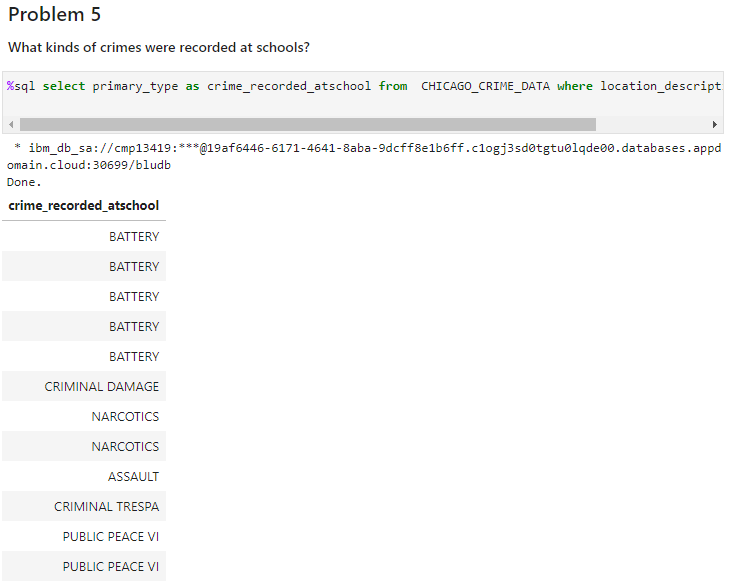 Problem 5
What kinds of crimes were recorded at schools?
%sql select primary_type as crime_recorded_atschool from  CHICAGO_CRIME_DATA where location_descript
* ibm_db_sa://cmp13419:***@19af6446-6171-4641-8aba-9dcff8e1b6ff.c1ogj3sd0tgtu0lqde00.databases.appd
omain.cloud:30699/bludb
Done.
crime_recorded_atschool
BATTERY
BATTERY
BATTERY
BATTERY
BATTERY
CRIMINAL DAMAGE
NARCOTICS
NARCOTICS
ASSAULT
CRIMINAL TRESPA
PUBLIC PEACE VI
PUBLIC PEACE VI